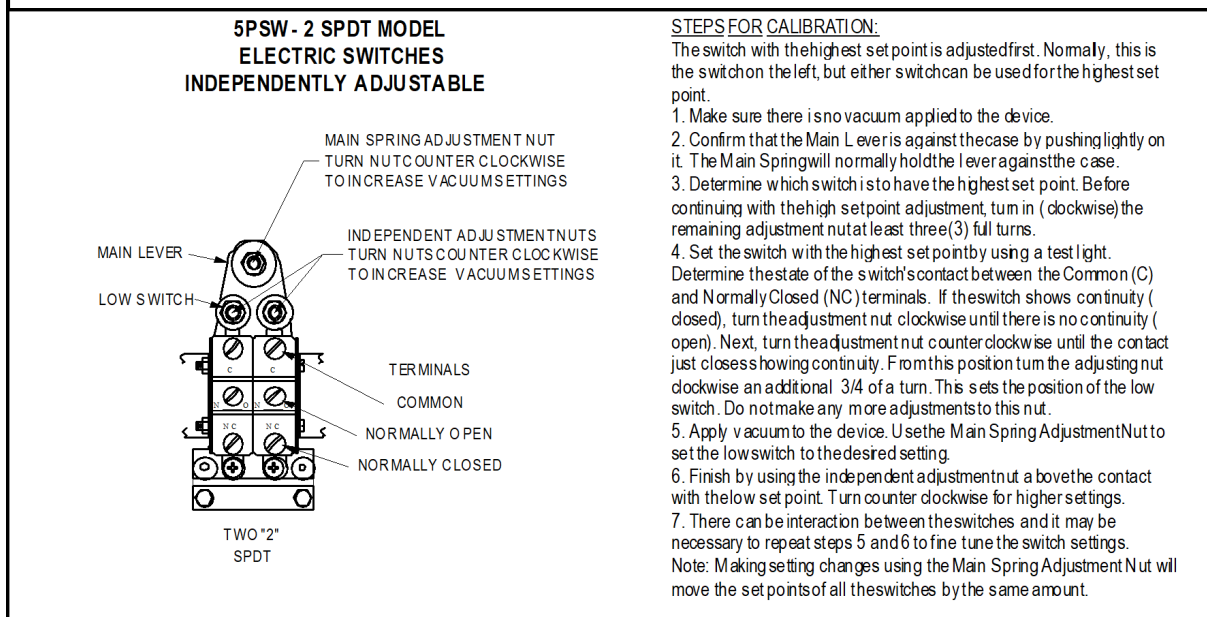 5PSW - 2 SPDT MODEL
ELECTRIC SWITCHES
INDEPENDENTLY ADJUSTABLE
MAIN SPRING ADJUSTMENT NUT
TURN NUT COUNTER CLOCKWISE
TO INCREASE VACUUM SETTINGS
INDEPENDENT ADJUSTMENT NUTS
TURN NUTS COUNTER CLOCKWISE
TO INCREASE VACUUM SETTINGS
MAIN LEVER
LOW SWITCH
C C
N O N O
NC NC
TERMINALS
COMMON
NORMALLY OPEN
NORMALLY CLOSED
TWO "2"
SPDT
STEPS FOR CALIBRATION:
The switch with the highest set point is adjusted first. Normally, this is
the switch on the left, but either switch can be used for the highest set
point.
1. Make sure there is no vacuum applied to the device.
2. Confirm that the Main Lever is against the case by pushing lightly on
it. The Main Spring will normally hold the lever against the case.
3. Determine which switch is to have the highest set point. Before
continuing with the high set point adjustment, turn in (clockwise) the
remaining adjustment nut at least three (3) full turns.
4. Set the switch with the highest set point by using a test light.
Determine the state of the switch's contact between the Common (C)
and Normally Closed (NC) terminals. If the switch shows continuity (
closed), turn the adjustment nut clockwise until there is no continuity (
open). Next, turn the adjustment nut counter clockwise until the contact
just closes showing continuity. From this position turn the adjusting nut
clockwise an additional 3/4 of a turn. This sets the position of the low
switch. Do not make any more adjustments to this nut.
5. Apply vacuum to the device. Use the Main Spring Adjustment Nut to
set the low switch to the desired setting.
6. Finish by using the independent adjustment nut above the contact
with the low set point. Turn counter clockwise for higher settings.
7. There can be interaction between the switches and it may be
necessary to repeat steps 5 and 6 to fine tune the switch settings.
Note: Making setting changes using the Main Spring Adjustment Nut will
move the set points of all the switches by the same amount.